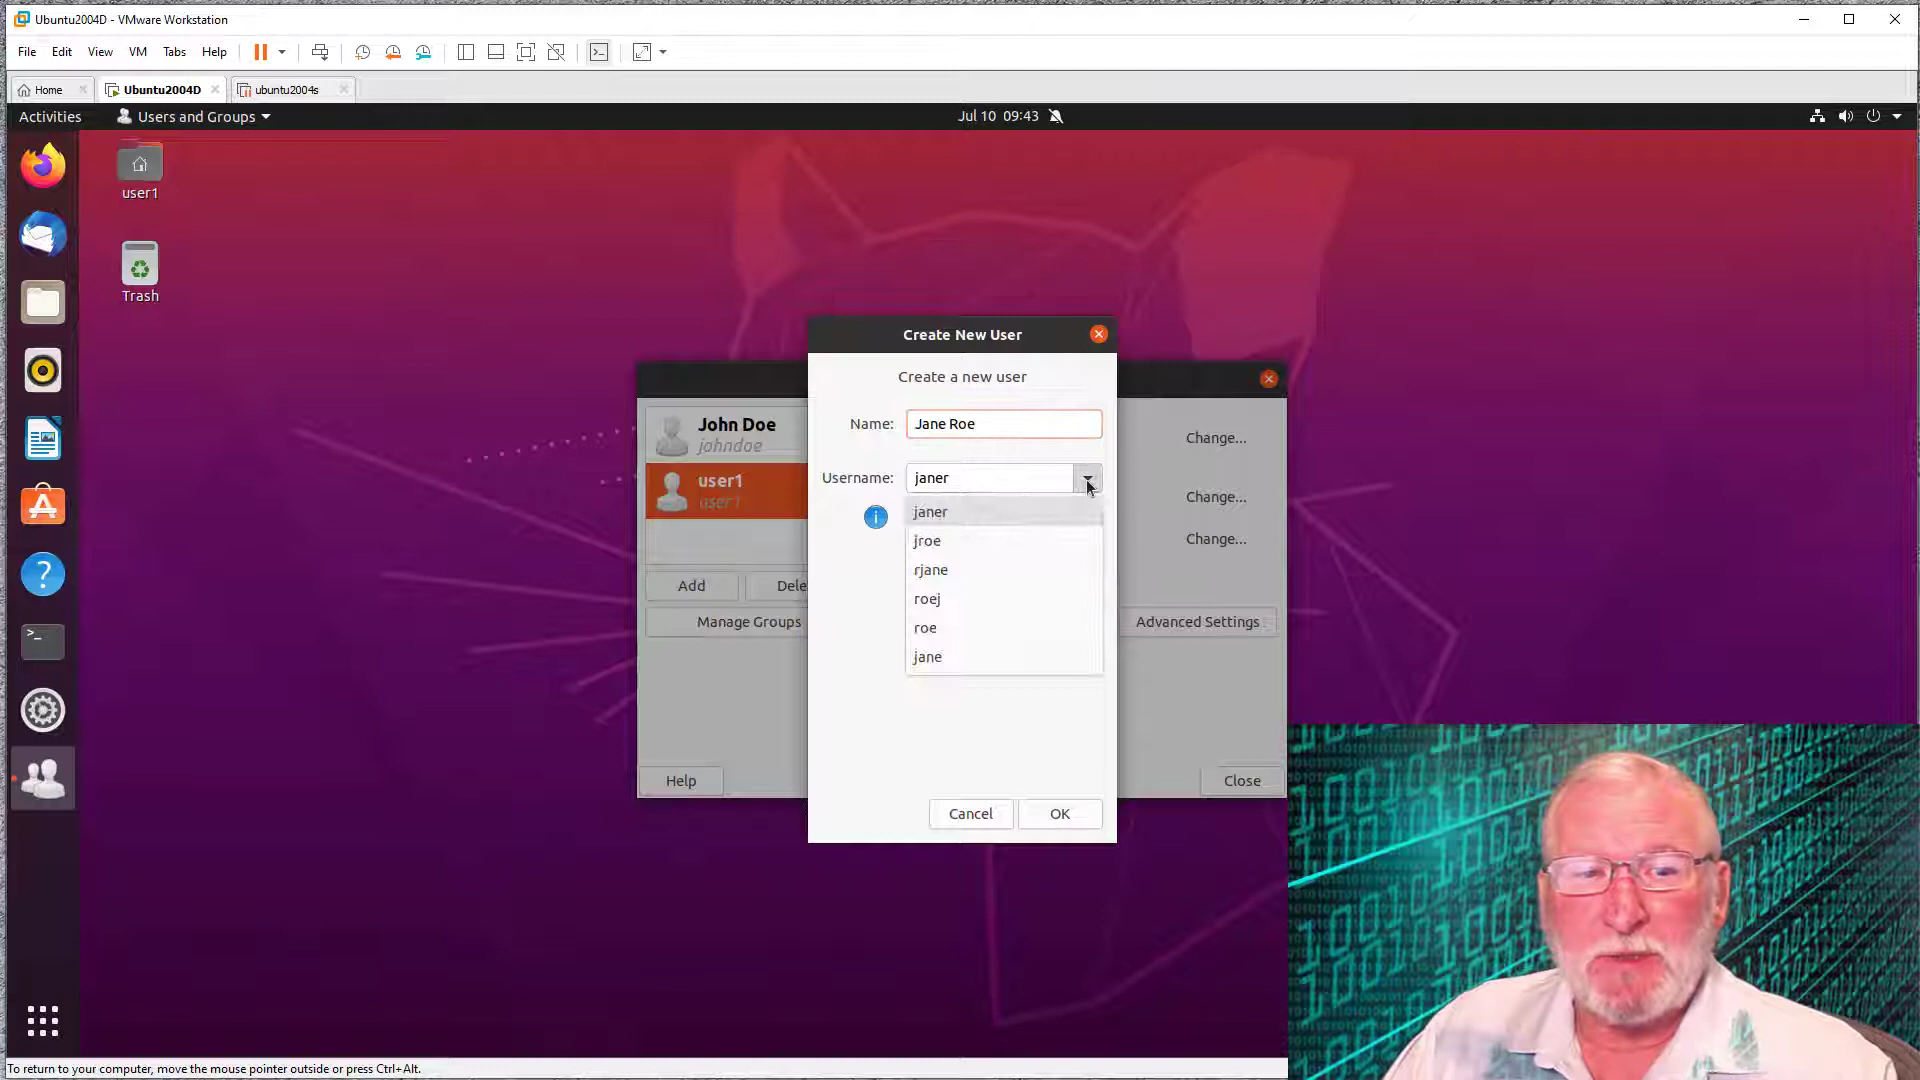 Ubuntu2004D - VMware Workstation
File Edit View VM Tabs Help
Home Ubuntu2004D ubuntu2004s
Activities Users and Groups Jul 10 09:43
user1
Trash
Create New User
Create a new user
Name: Jane Roe
Username: janer
janer
jroe
rjane
roej
roe
jane
Cancel OK
John Doe
johndoe
user1
user1
Change...
Change...
Change...
Add Dele
Manage Groups Advanced Settings
Help Close
To return to your computer, move the mouse pointer outside or press Ctrl+Alt.